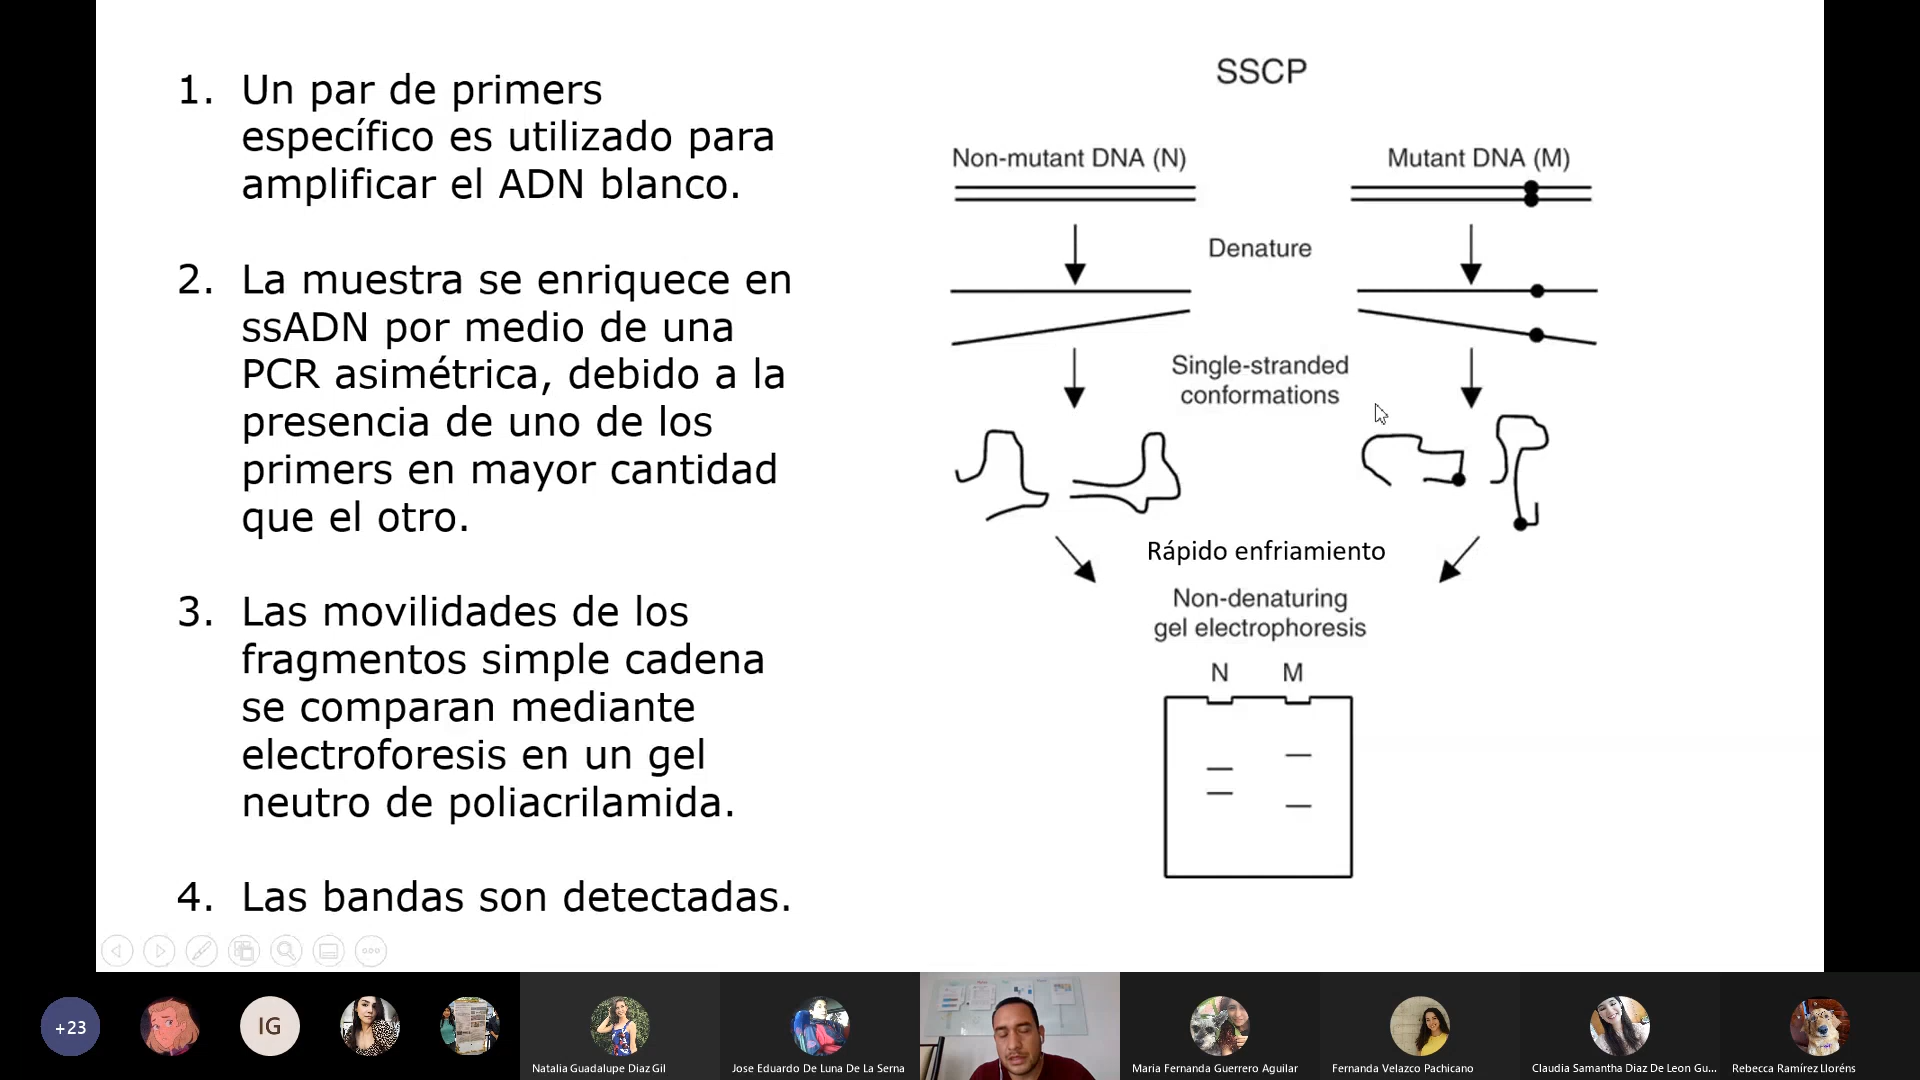 1. Un par de primers
específico es utilizado para
amplificar el ADN blanco.
2. La muestra se enriquece en
ssADN por medio de una
PCR asimétrica, debido a la
presencia de uno de los
primers en mayor cantidad
que el otro.
3. Las movilidades de los
fragmentos simple cadena
se comparan mediante
electroforesis en un gel
neutro de poliacrilamida.
4. Las bandas son detectadas.
SSCP
Non-mutant DNA (N)
Mutant DNA (M)
Denature
Single-stranded
conformations
Rápido enfriamiento
Non-denaturing
gel electrophoresis
N M
+23
IG
Natalia Guadalupe Diaz Gil
Jose Eduardo De Luna De La Serna
Maria Fernanda Guerrero Aguilar
Fernanda Velazco Pachicano
Claudia Samantha Diaz De Leon Gu...
Rebecca Ramírez Lloréns